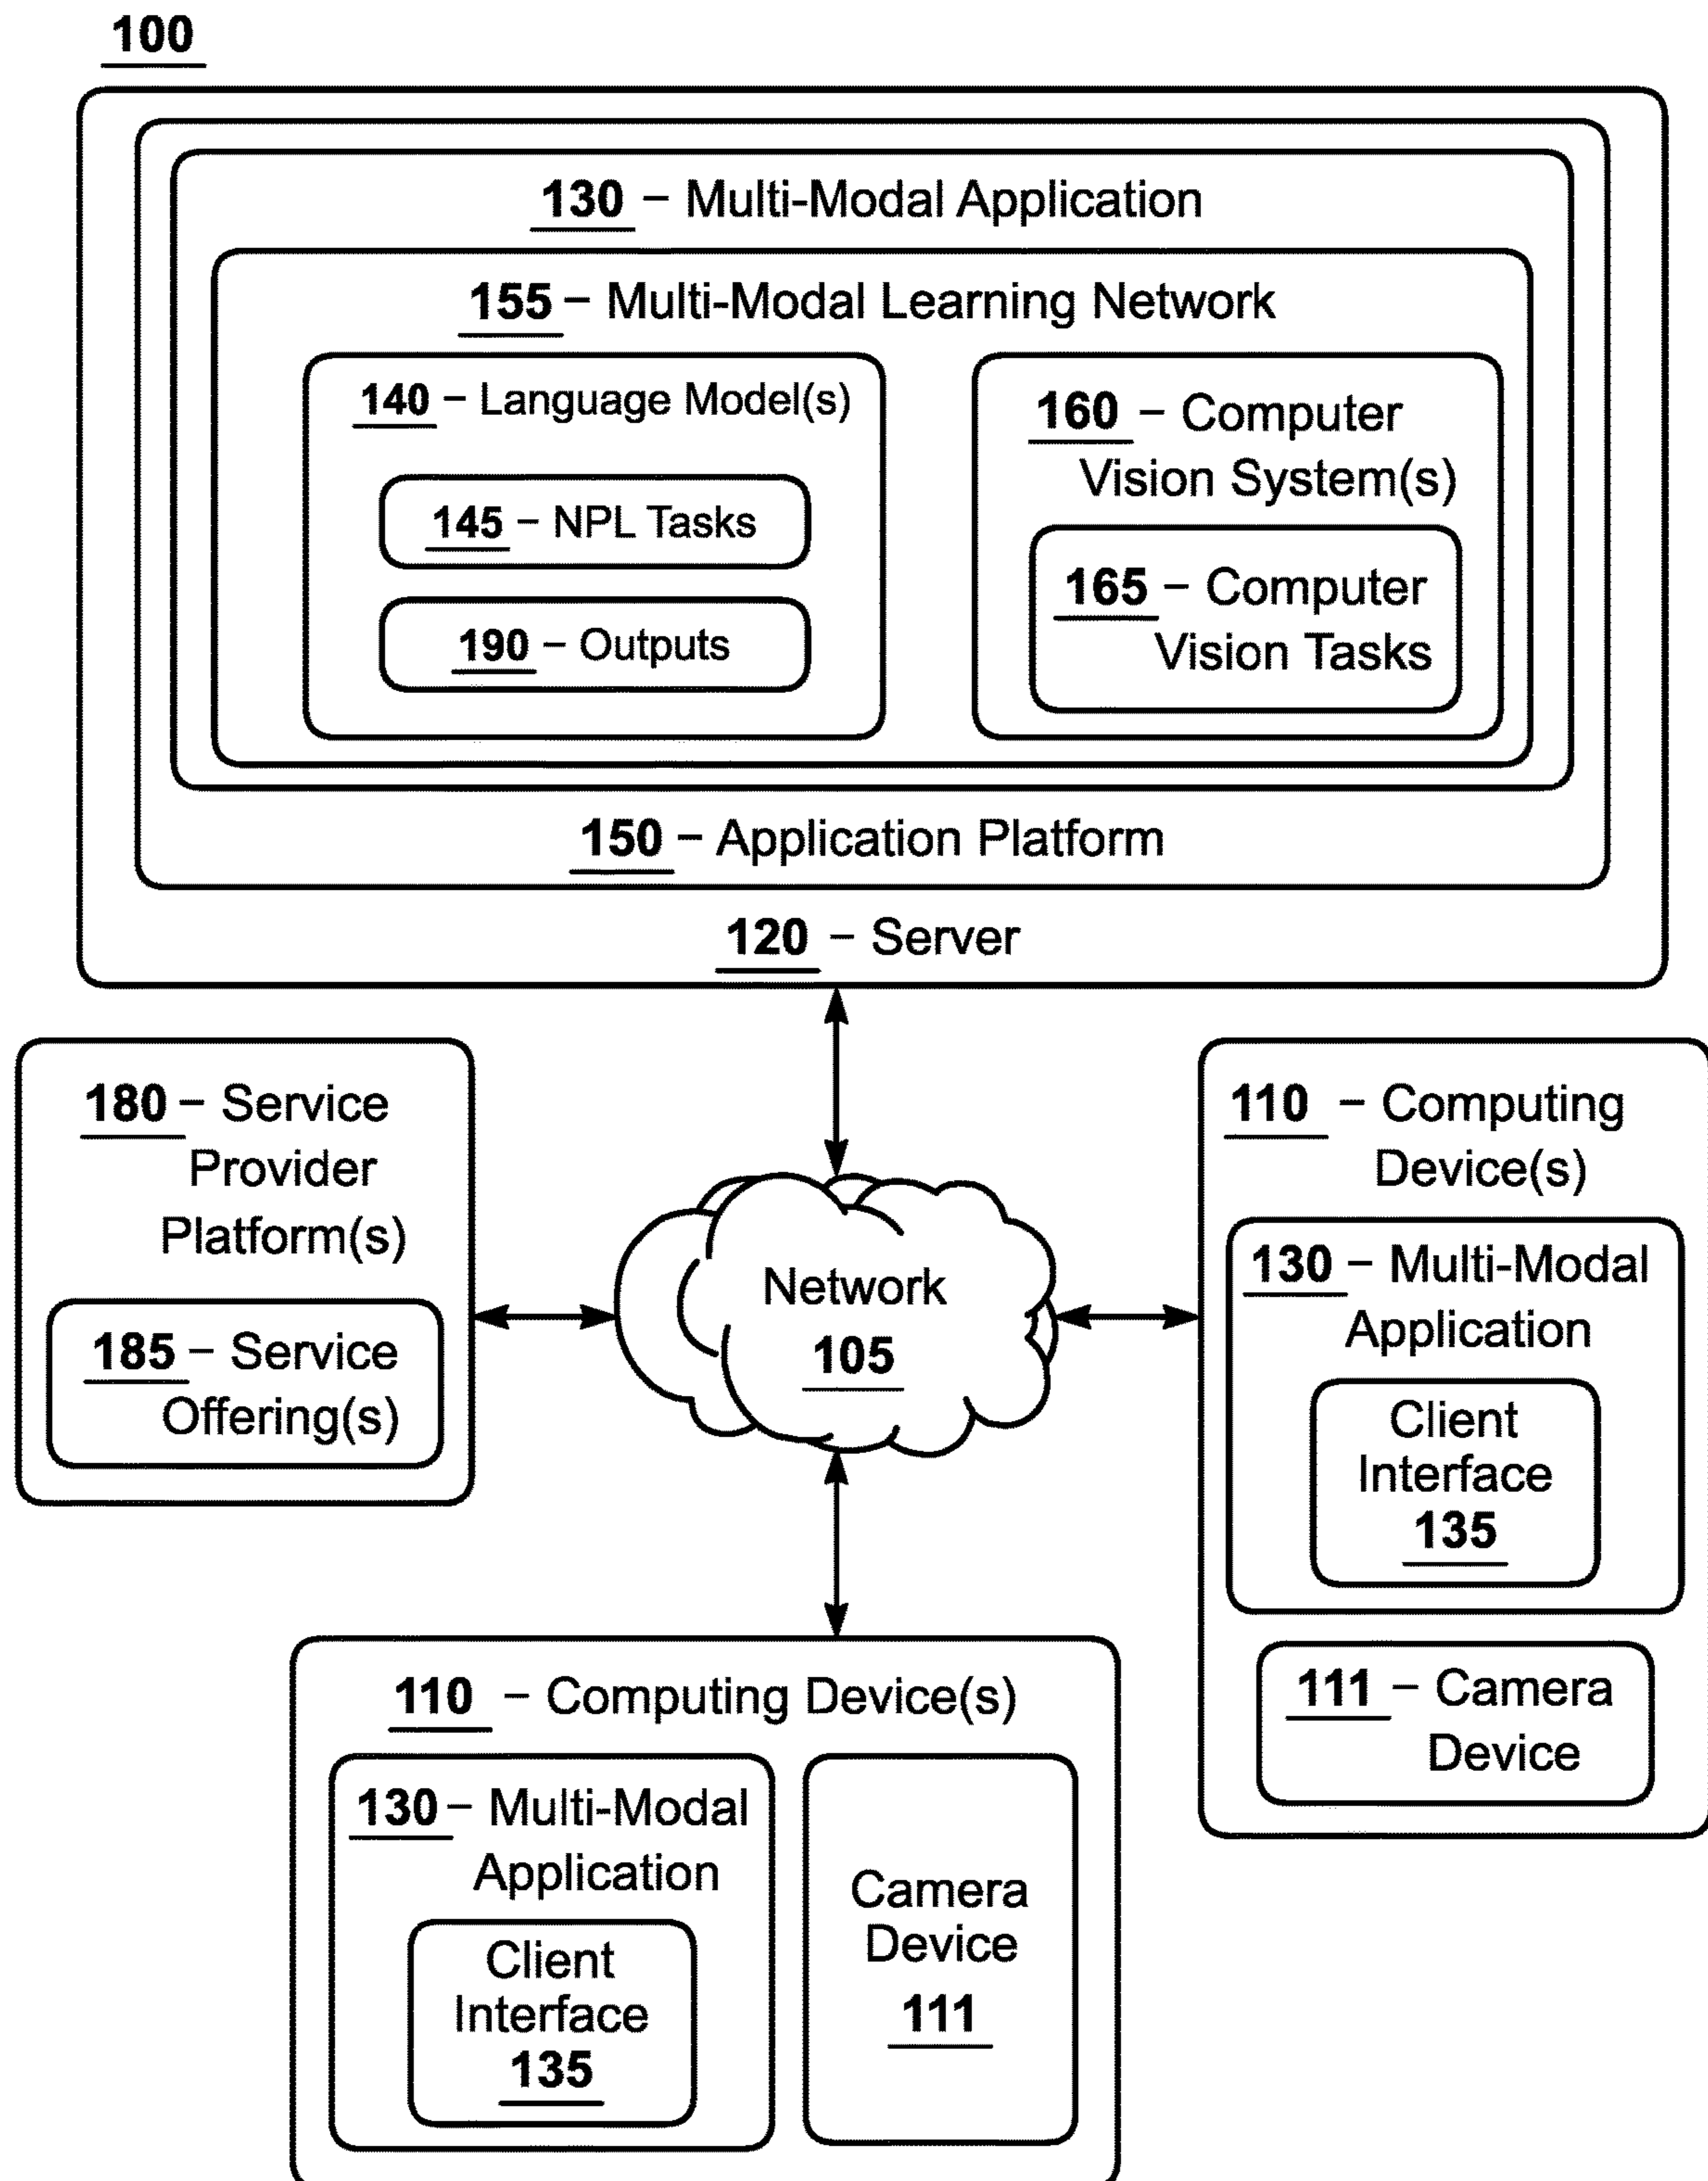 100
130 – Multi-Modal Application
155 – Multi-Modal Learning Network
140 – Language Model(s)
145 – NPL Tasks
190 – Outputs
160 – Computer
Vision System(s)
165 – Computer
Vision Tasks
150 – Application Platform
120 – Server
180 – Service
Provider
Platform(s)
185 – Service
Offering(s)
Network
105
110 – Computing
Device(s)
130 – Multi-Modal
Application
Client
Interface
135
111 – Camera
Device
110 – Computing Device(s)
130 – Multi-Modal
Application
Client
Interface
135
Camera
Device
111